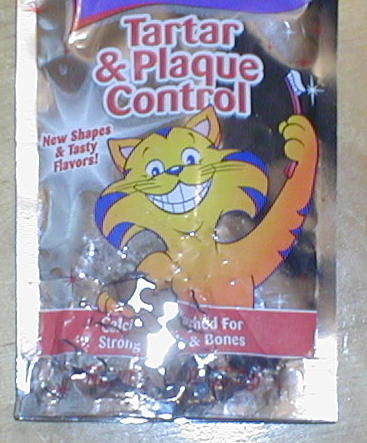 Tartar
& Plaque
Control
New Shapes
& Tasty
Flavors!
For
Strong & Bones